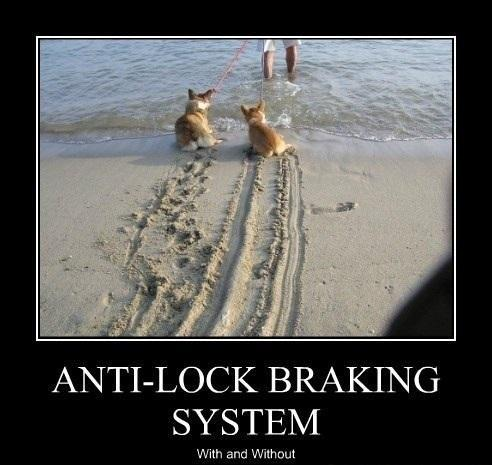 ANTI-LOCK BRAKING
SYSTEM
With and Without